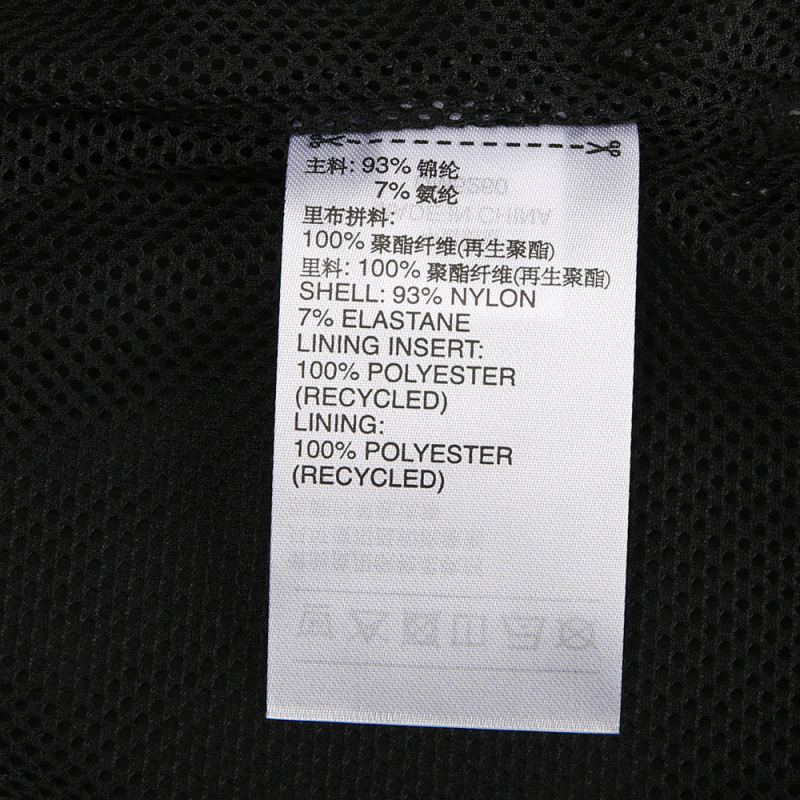 主料: 93% 锦纶
7% 氨纶
里布拼料:
100% 聚酯纤维(再生聚酯)
里料: 100% 聚酯纤维(再生聚酯)
SHELL: 93% NYLON
7% ELASTANE
LINING INSERT:
100% POLYESTER
(RECYCLED)
LINING:
100% POLYESTER
(RECYCLED)